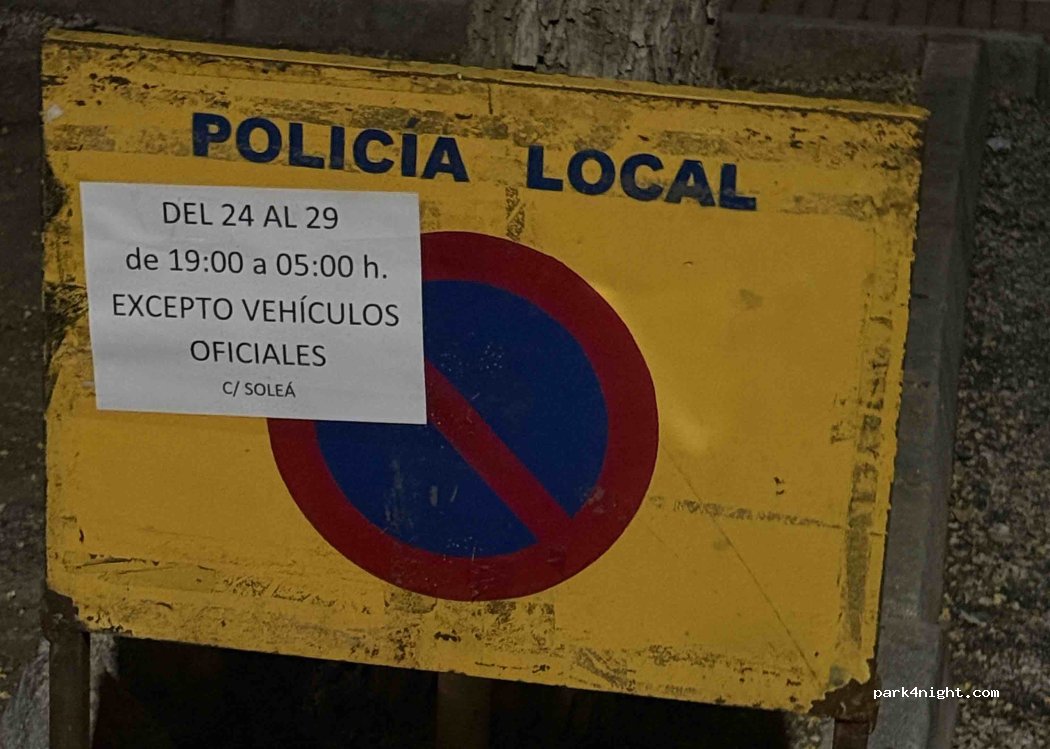 POLICÍA LOCAL
DEL 24 AL 29
de 19:00 a 05:00 h.
EXCEPTO VEHÍCULOS
OFICIALES
C/ SOLEÁ
park4night.com